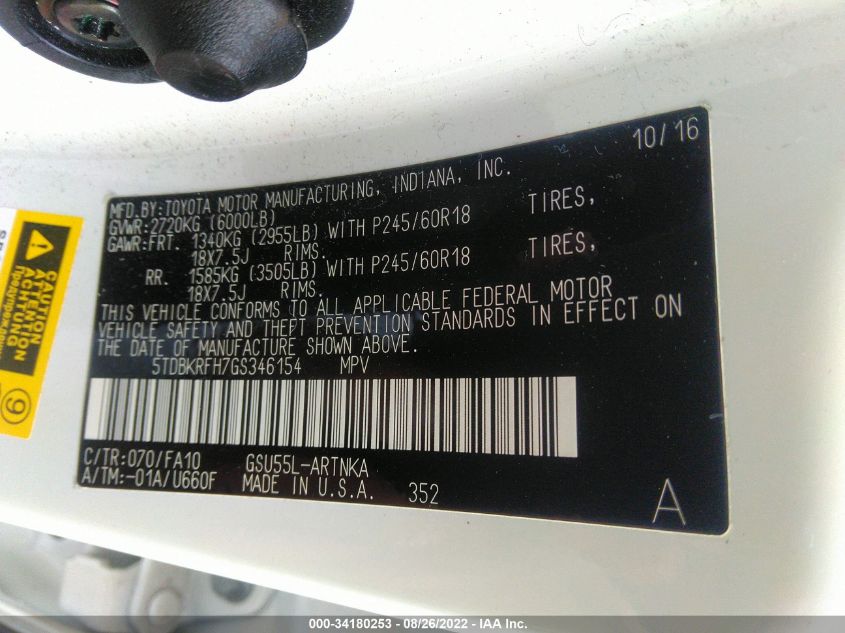 10/16
MFD.BY:TOYOTA MOTOR MANUFACTURING, INDIANA, INC.
GVWR:2720KG (6000LB)
GAWR:FRT. 1340KG (2955LB) WITH P245/60R18 TIRES,
18X7.5J RIMS.
RR. 1585KG (3505LB) WITH P245/60R18 TIRES,
18X7.5J RIMS.
THIS VEHICLE CONFORMS TO ALL APPLICABLE FEDERAL MOTOR
VEHICLE SAFETY AND THEFT PREVENTION STANDARDS IN EFFECT ON
THE DATE OF MANUFACTURE SHOWN ABOVE.
5TDBKRFH7GS346154 MPV
C/TR:070/FA10 GSU55L-ARTNKA
A/TM:-01A/U660F MADE IN U.S.A. 352
A
CAUTION
ATTENTION
ACHTUNG
9
000-34180253 - 08/26/2022 - IAA Inc.